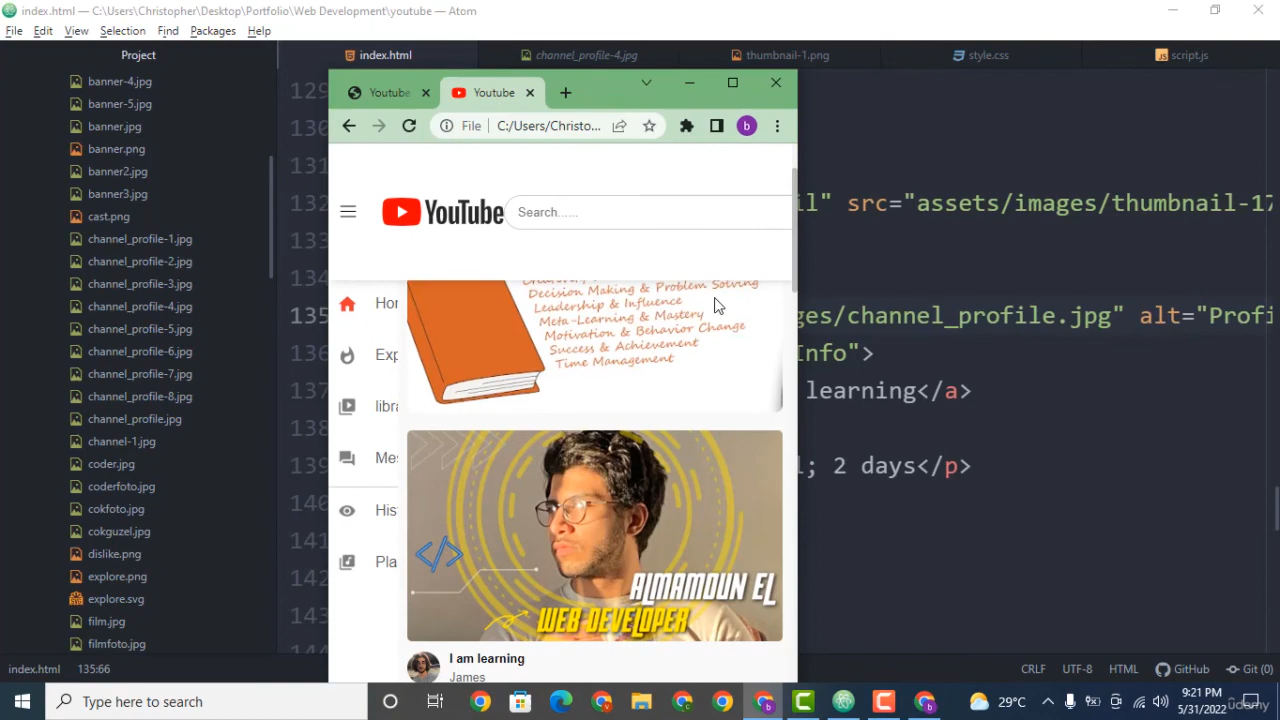 index.html — C:\Users\Christopher\Desktop\Portfolio\Web Development\youtube — Atom
File Edit View Selection Find Packages Help
Project
index.html
channel_profile-4.jpg
thumbnail-1.png
style.css
script.js
banner-4.jpg
banner-5.jpg
banner.jpg
banner.png
banner2.jpg
banner3.jpg
cast.png
channel_profile-1.jpg
channel_profile-2.jpg
channel_profile-3.jpg
channel_profile-4.jpg
channel_profile-5.jpg
channel_profile-6.jpg
channel_profile-7.jpg
channel_profile-8.jpg
channel_profile.jpg
channel-1.jpg
coder.jpg
coderfoto.jpg
cokfoto.jpg
cokguzel.jpg
dislike.png
explore.png
explore.svg
film.jpg
filmfoto.jpg
129
130
131
132
133
134
135
136
137
138
139
140
141
142
143
il" src="assets/images/thumbnail-17
ges/channel_profile.jpg" alt="Profi
Info">
learning</a>
l; 2 days</p>
Youtube
Youtube
File C:/Users/Christo...
b
YouTube
Search......
Decision Making & Problem Solving
Leadership & Influence
Meta-Learning & Mastery
Motivation & Behavior Change
Success & Achievement
Time Management
Hor
Exp
libra
Mes
Hist
Pla
</>
ALMAMOUN EL
WEB DEVELOPER
I am learning
James
index.html 135:66
CRLF UTF-8 HTML GitHub Git (0)
Type here to search
29°C
9:21 PM
5/31/2022
ûdemy